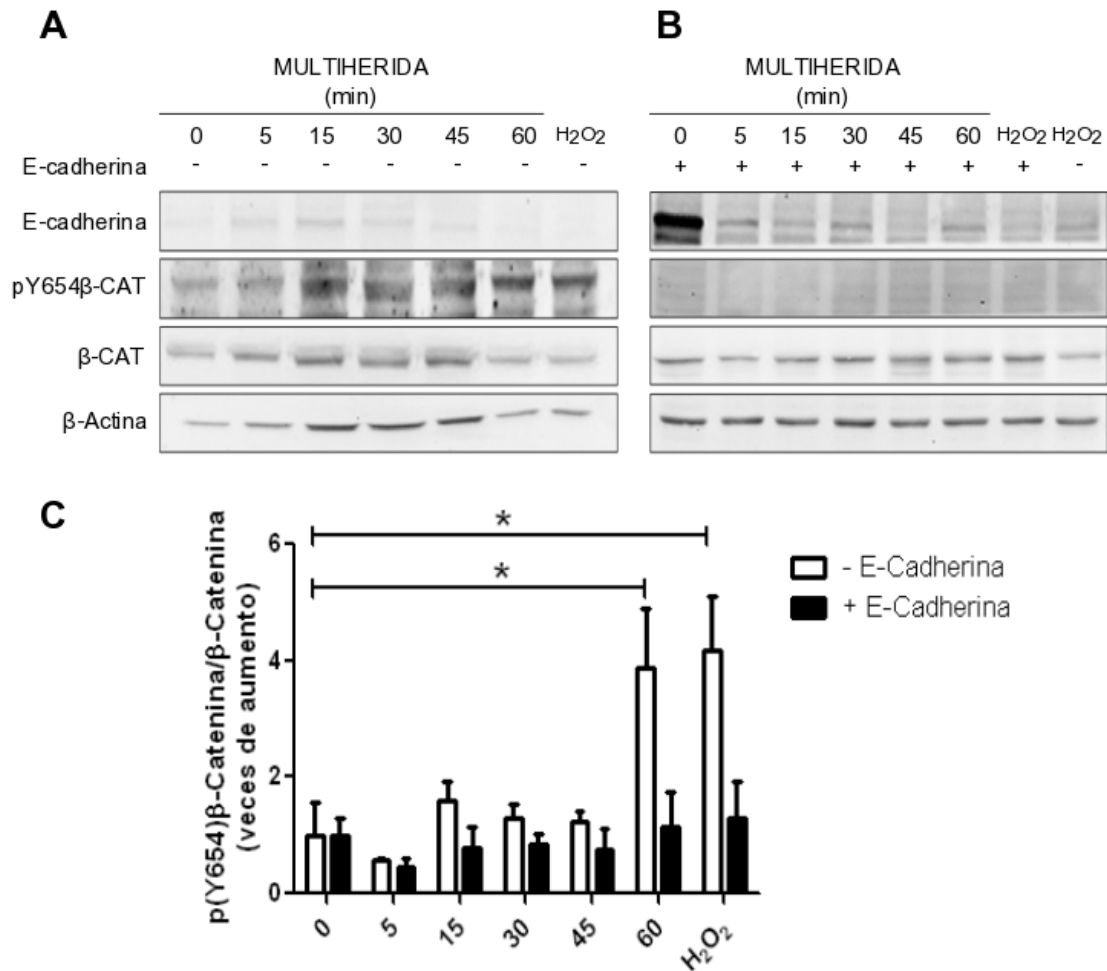 A
MULTIHERIDA
(min)
0 5 15 30 45 60 H₂O₂
E-cadherina - - - - - - -
E-cadherina
pY654β-CAT
β-CAT
β-Actina
B
MULTIHERIDA
(min)
0 5 15 30 45 60 H₂O₂ H₂O₂
+ + + + + + + -
C
p(Y654)β-Catenina/β-Catenina
(veces de aumento)
6
4
2
0
*
*
0 5 15 30 45 60 H₂O₂
- E-Cadherina
+ E-Cadherina